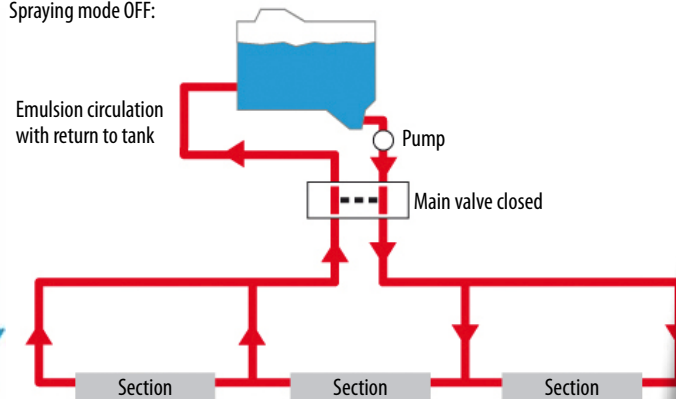 Spraying mode OFF:
Emulsion circulation
with return to tank
Pump
Main valve closed
Section
Section
Section